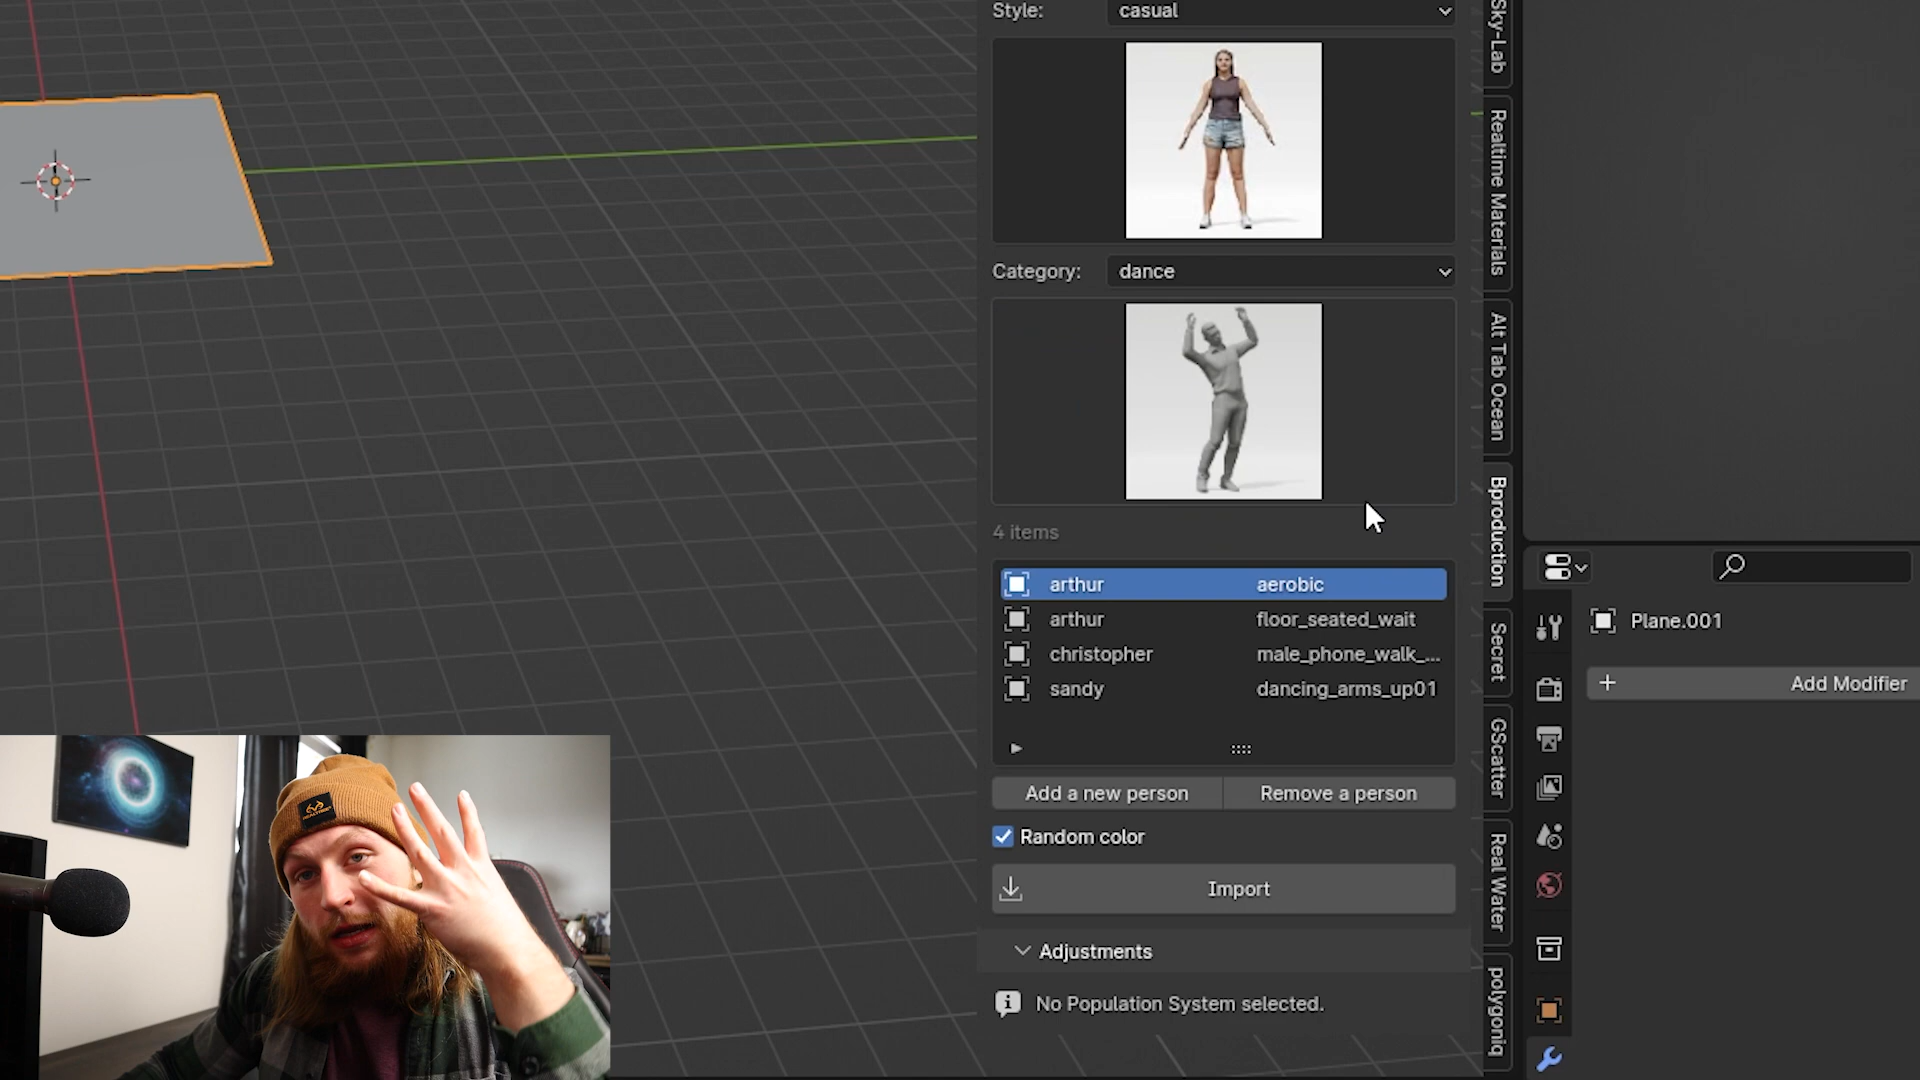 Style:
casual
Category:
dance
4 items
arthur
aerobic
arthur
floor_seated_wait
christopher
male_phone_walk_...
sandy
dancing_arms_up01
Add a new person
Remove a person
Random color
Import
Adjustments
No Population System selected.
Sky-Lab
Realtime Materials
Alt Tab Ocean
Bproduction
Secret
GScatter
Real Water
polygoniq
Plane.001
Add Modifier
REALTREE